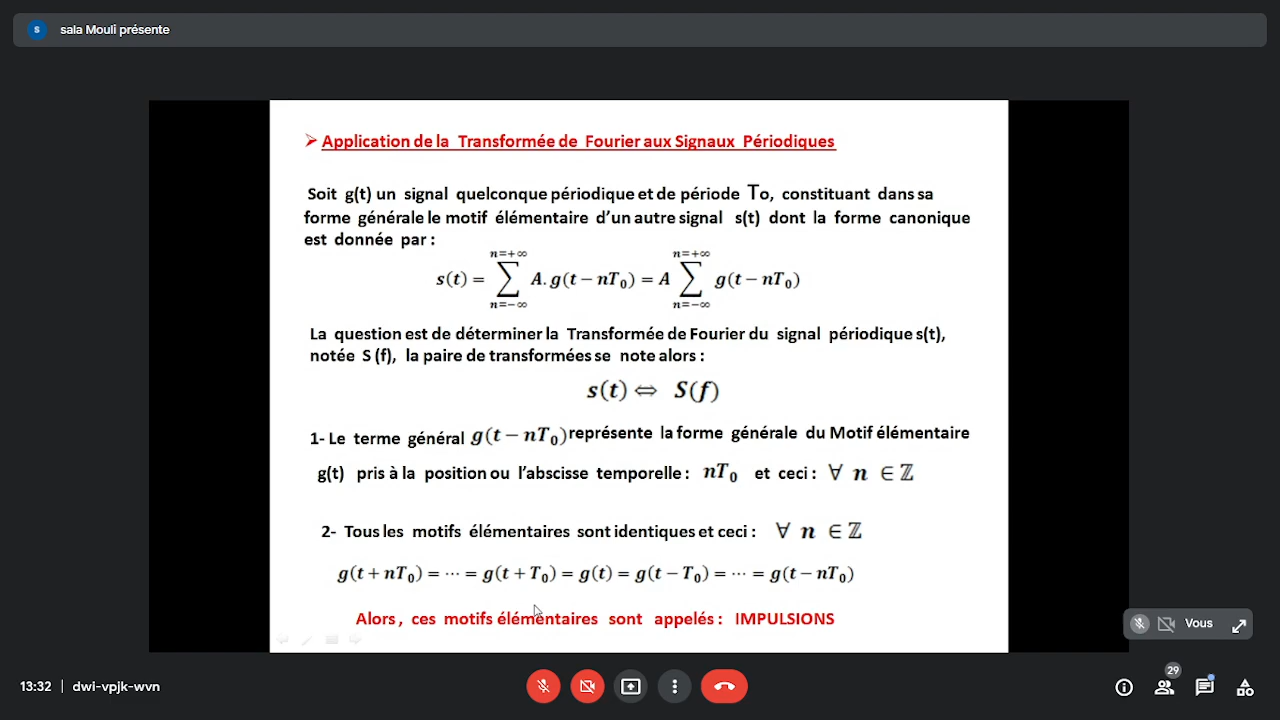 S sala Mouli présente
➢ Application de la Transformée de Fourier aux Signaux Périodiques
Soit g(t) un signal quelconque périodique et de période To, constituant dans sa
forme générale le motif élémentaire d'un autre signal s(t) dont la forme canonique
est donnée par :
s(t) = ∑_{n=-∞}^{n=+∞} A. g(t − nT₀) = A ∑_{n=-∞}^{n=+∞} g(t − nT₀)
La question est de déterminer la Transformée de Fourier du signal périodique s(t),
notée S (f), la paire de transformées se note alors :
s(t) ⇔ S(f)
1- Le terme général g(t − nT₀) représente la forme générale du Motif élémentaire
g(t) pris à la position ou l'abscisse temporelle : nT₀ et ceci : ∀ n ∈ ℤ
2- Tous les motifs élémentaires sont identiques et ceci : ∀ n ∈ ℤ
g(t + nT₀) = ⋯ = g(t + T₀) = g(t) = g(t − T₀) = ⋯ = g(t − nT₀)
Alors , ces motifs élémentaires sont appelés : IMPULSIONS
Vous
13:32 | dwi-vpjk-wvn
29